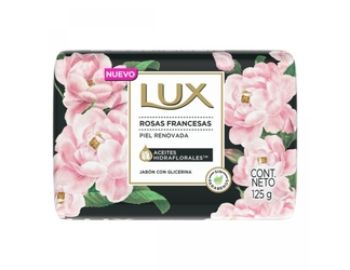 NUEVO
LUX
ROSAS FRANCESAS
PIEL RENOVADA
ACEITES
HIDRAFLORALES™
JABÓN CON GLICERINA
CONT.
NETO
125 g